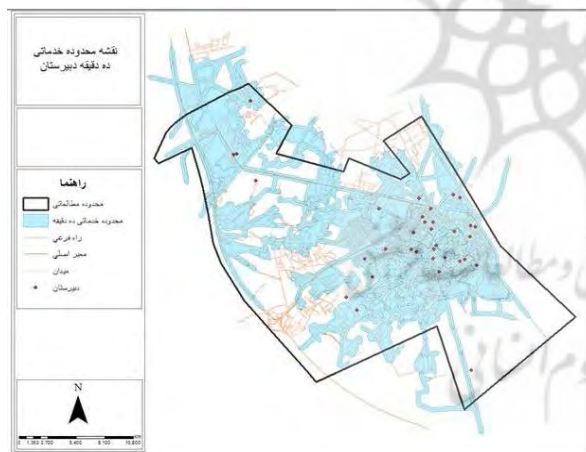 نقشه محدوده خدماتی
ده دقیقه دبیرستان
راهنما
محدوده مطالعاتی
محدوده خدماتی ده دقیقه
راه فرعی
معبر اصلی
میدان
دبیرستان
N